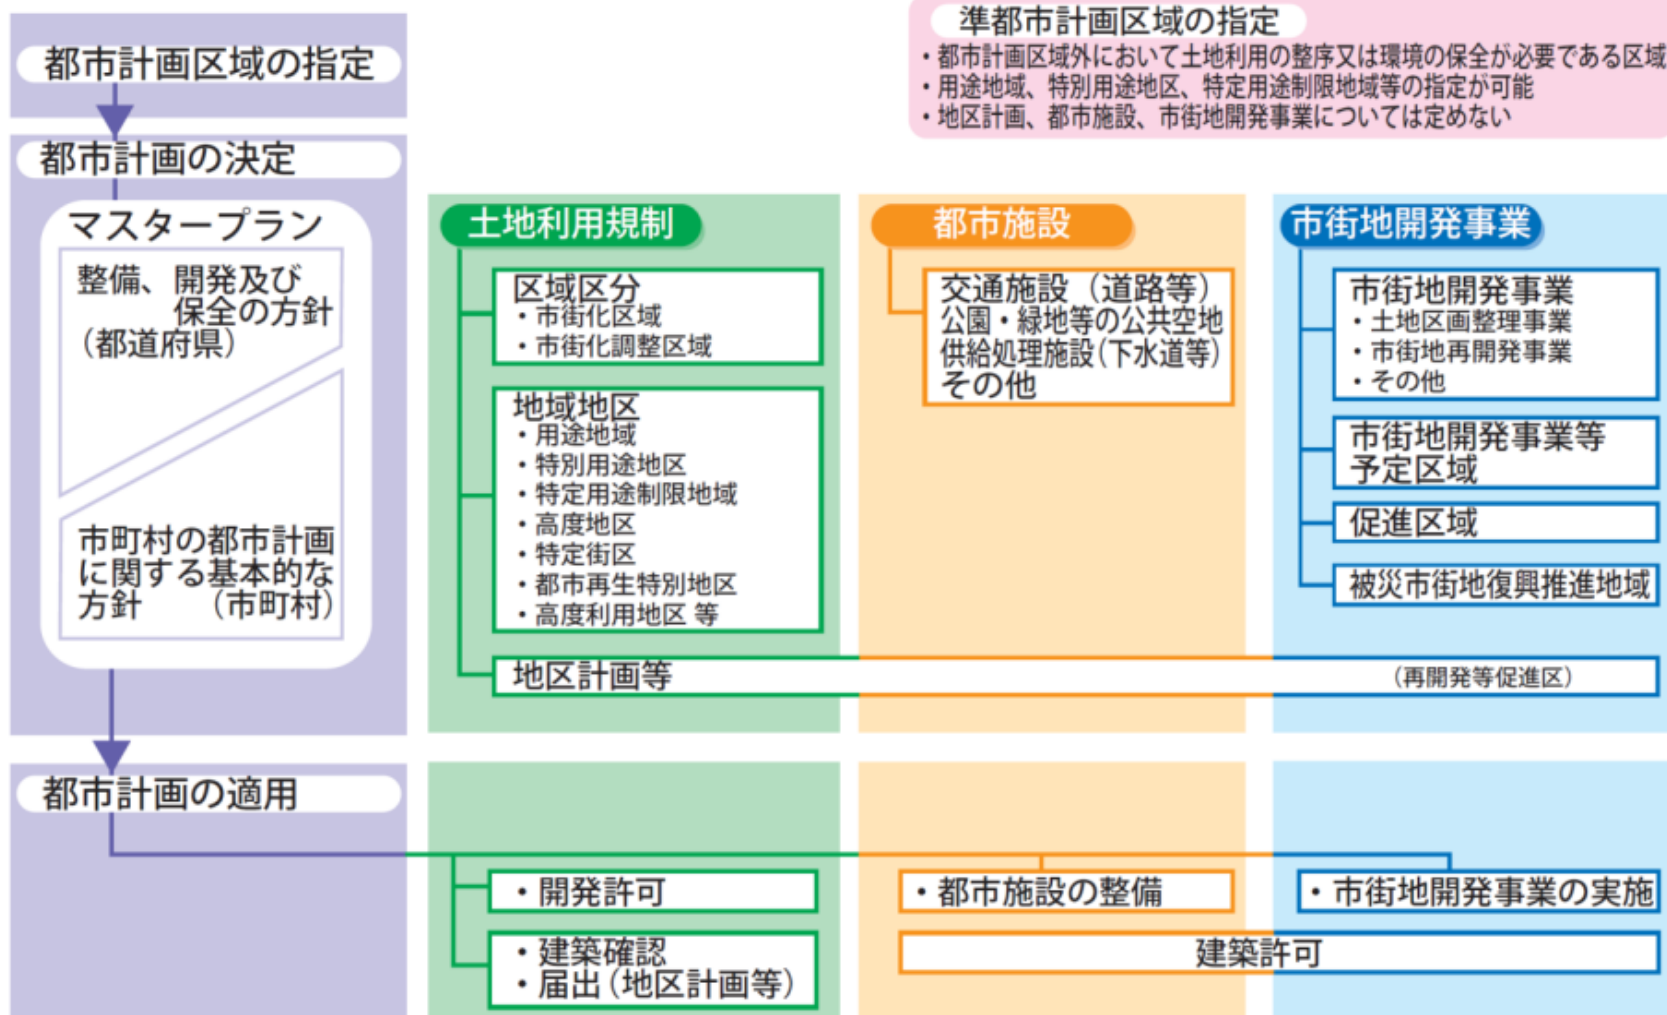 都市計画区域の指定
準都市計画区域の指定
・都市計画区域外において土地利用の整序又は環境の保全が必要である区域
・用途地域、特別用途地区、特定用途制限地域等の指定が可能
・地区計画、都市施設、市街地開発事業については定めない
都市計画の決定
マスタープラン
整備、開発及び
保全の方針
（都道府県）
市町村の都市計画
に関する基本的な
方針　（市町村）
土地利用規制
区域区分
・市街化区域
・市街化調整区域
地域地区
・用途地域
・特別用途地区
・特定用途制限地域
・高度地区
・特定街区
・都市再生特別地区
・高度利用地区 等
地区計画等
（再開発等促進区）
都市施設
交通施設（道路等）
公園・緑地等の公共空地
供給処理施設（下水道等）
その他
市街地開発事業
市街地開発事業
・土地区画整理事業
・市街地再開発事業
・その他
市街地開発事業等
予定区域
促進区域
被災市街地復興推進地域
都市計画の適用
・開発許可
・建築確認
・届出（地区計画等）
・都市施設の整備
・市街地開発事業の実施
建築許可